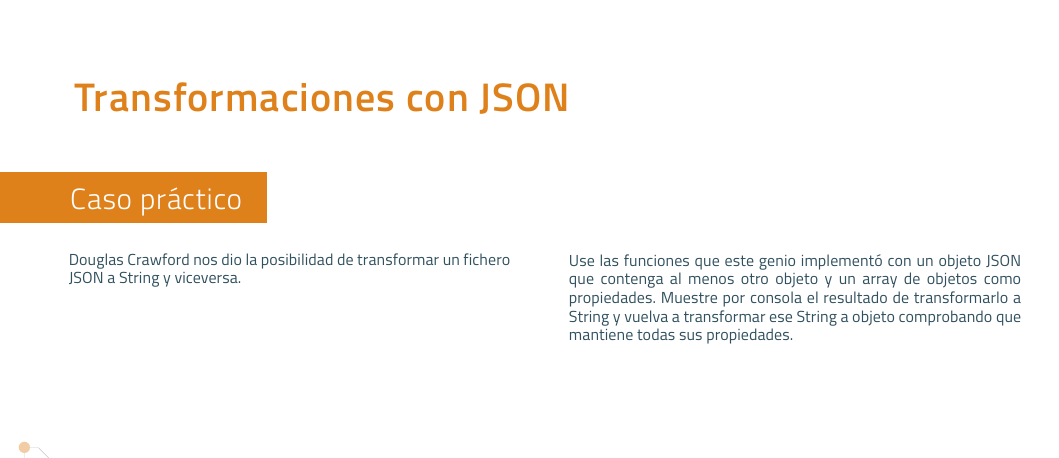 Transformaciones con JSON
Caso práctico
Douglas Crawford nos dio la posibilidad de transformar un fichero
JSON a String y viceversa.
Use las funciones que este genio implementó con un objeto JSON
que contenga al menos otro objeto y un array de objetos como
propiedades. Muestre por consola el resultado de transformarlo a
String y vuelva a transformar ese String a objeto comprobando que
mantiene todas sus propiedades.